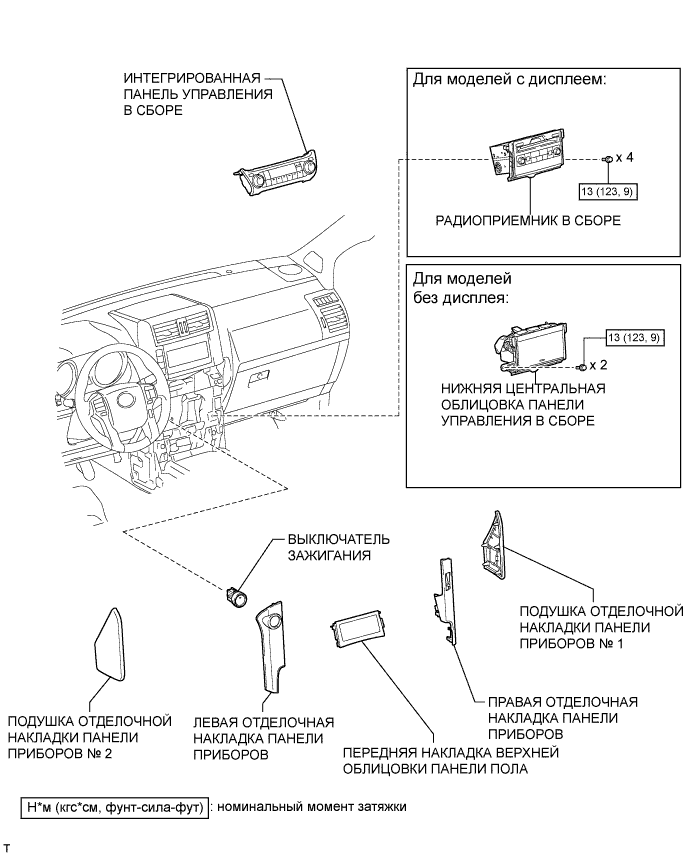 ИНТЕГРИРОВАННАЯ
ПАНЕЛЬ УПРАВЛЕНИЯ
В СБОРЕ
Для моделей с дисплеем:
x 4
13 (123, 9)
РАДИОПРИЕМНИК В СБОРЕ
Для моделей
без дисплея:
13 (123, 9)
x 2
НИЖНЯЯ ЦЕНТРАЛЬНАЯ
ОБЛИЦОВКА ПАНЕЛИ
УПРАВЛЕНИЯ В СБОРЕ
ВЫКЛЮЧАТЕЛЬ
ЗАЖИГАНИЯ
ПОДУШКА ОТДЕЛОЧНОЙ
НАКЛАДКИ ПАНЕЛИ
ПРИБОРОВ № 1
ПРАВАЯ ОТДЕЛОЧНАЯ
НАКЛАДКА ПАНЕЛИ
ПРИБОРОВ
ПОДУШКА ОТДЕЛОЧНОЙ
НАКЛАДКИ ПАНЕЛИ
ПРИБОРОВ № 2
ЛЕВАЯ ОТДЕЛОЧНАЯ
НАКЛАДКА ПАНЕЛИ
ПРИБОРОВ
ПЕРЕДНЯЯ НАКЛАДКА ВЕРХНЕЙ
ОБЛИЦОВКИ ПАНЕЛИ ПОЛА
Н*м (кгс*см, фунт-сила-фут) : номинальный момент затяжки
T